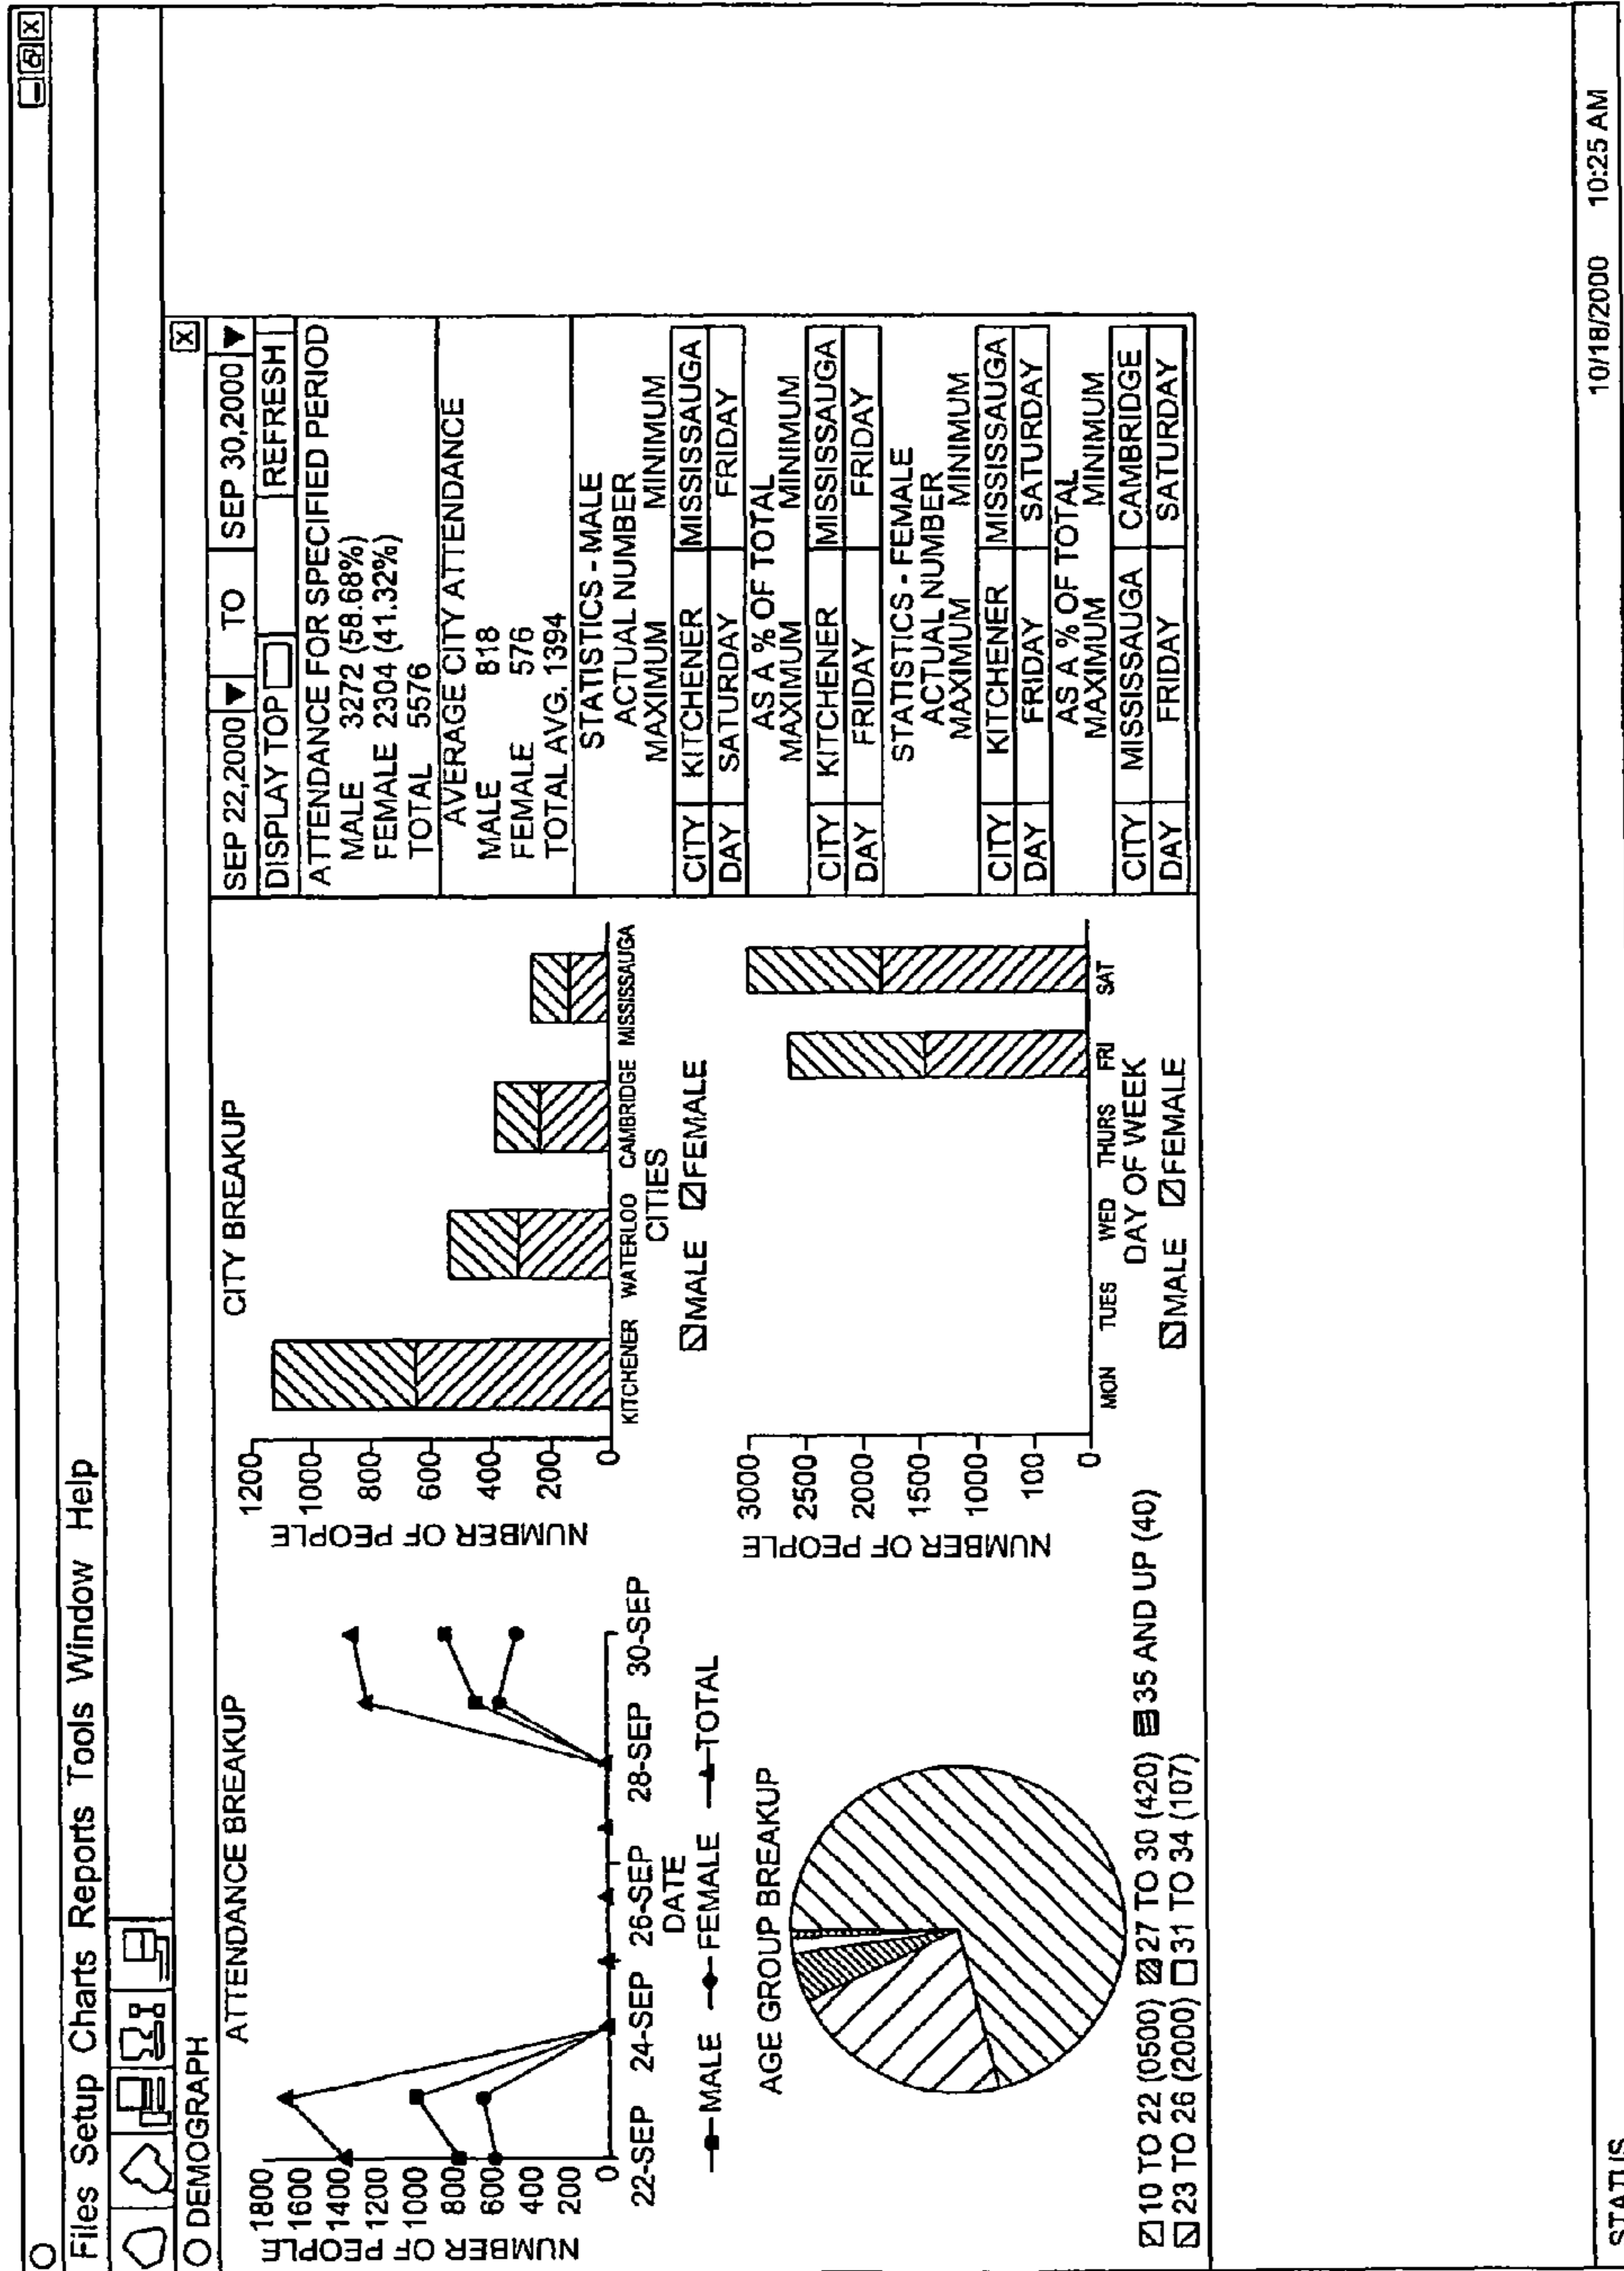 Files Setup Charts Reports Tools Window Help
DEMOGRAPH
ATTENDANCE BREAKUP
NUMBER OF PEOPLE
1800
1600
1400
1200
1000
800
600
400
200
0
22-SEP 24-SEP 26-SEP 28-SEP 30-SEP
DATE
MALE FEMALE TOTAL
CITY BREAKUP
NUMBER OF PEOPLE
1200
1000
800
600
400
200
0
KITCHENER WATERLOO CAMBRIDGE MISSISSAUGA
CITIES
MALE FEMALE
AGE GROUP BREAKUP
10 TO 22 (0500) 27 TO 30 (420) 35 AND UP (40)
23 TO 26 (2000) 31 TO 34 (107)
NUMBER OF PEOPLE
3000
2500
2000
1500
1000
100
0
MON TUES WED THURS FRI SAT
DAY OF WEEK
MALE FEMALE
SEP 22,2000 TO SEP 30,2000
DISPLAY TOP REFRESH
ATTENDANCE FOR SPECIFIED PERIOD
MALE 3272 (58.68%)
FEMALE 2304 (41.32%)
TOTAL 5576
AVERAGE CITY ATTENDANCE
MALE 818
FEMALE 576
TOTAL AVG. 1394
STATISTICS - MALE
ACTUAL NUMBER
MAXIMUM MINIMUM
CITY KITCHENER MISSISSAUGA
DAY SATURDAY FRIDAY
AS A % OF TOTAL
MAXIMUM MINIMUM
CITY KITCHENER MISSISSAUGA
DAY FRIDAY FRIDAY
STATISTICS - FEMALE
ACTUAL NUMBER
MAXIMUM MINIMUM
CITY KITCHENER MISSISSAUGA
DAY FRIDAY SATURDAY
AS A % OF TOTAL
MAXIMUM MINIMUM
CITY MISSISSAUGA CAMBRIDGE
DAY FRIDAY SATURDAY
STATUS
10/18/2000 10:25 AM